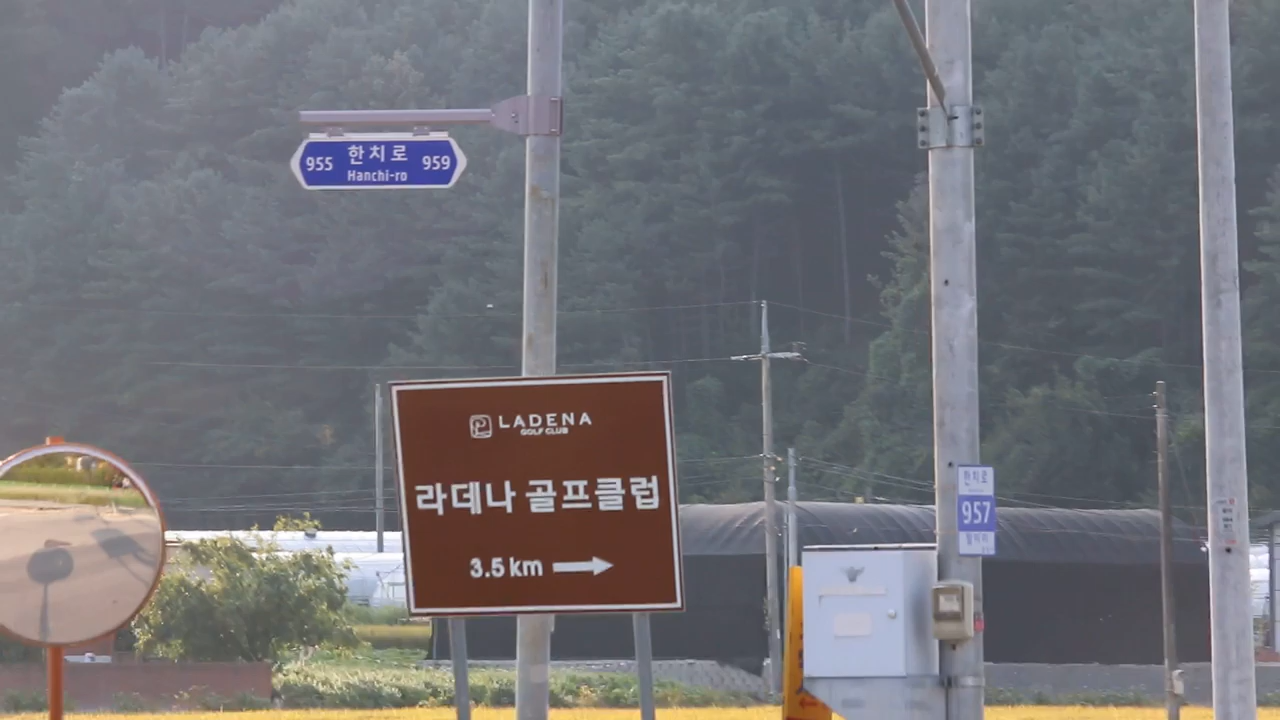 955 한치로 959
Hanchi-ro
LADENA
GOLF CLUB
라데나 골프클럽
3.5 km
한치로
957